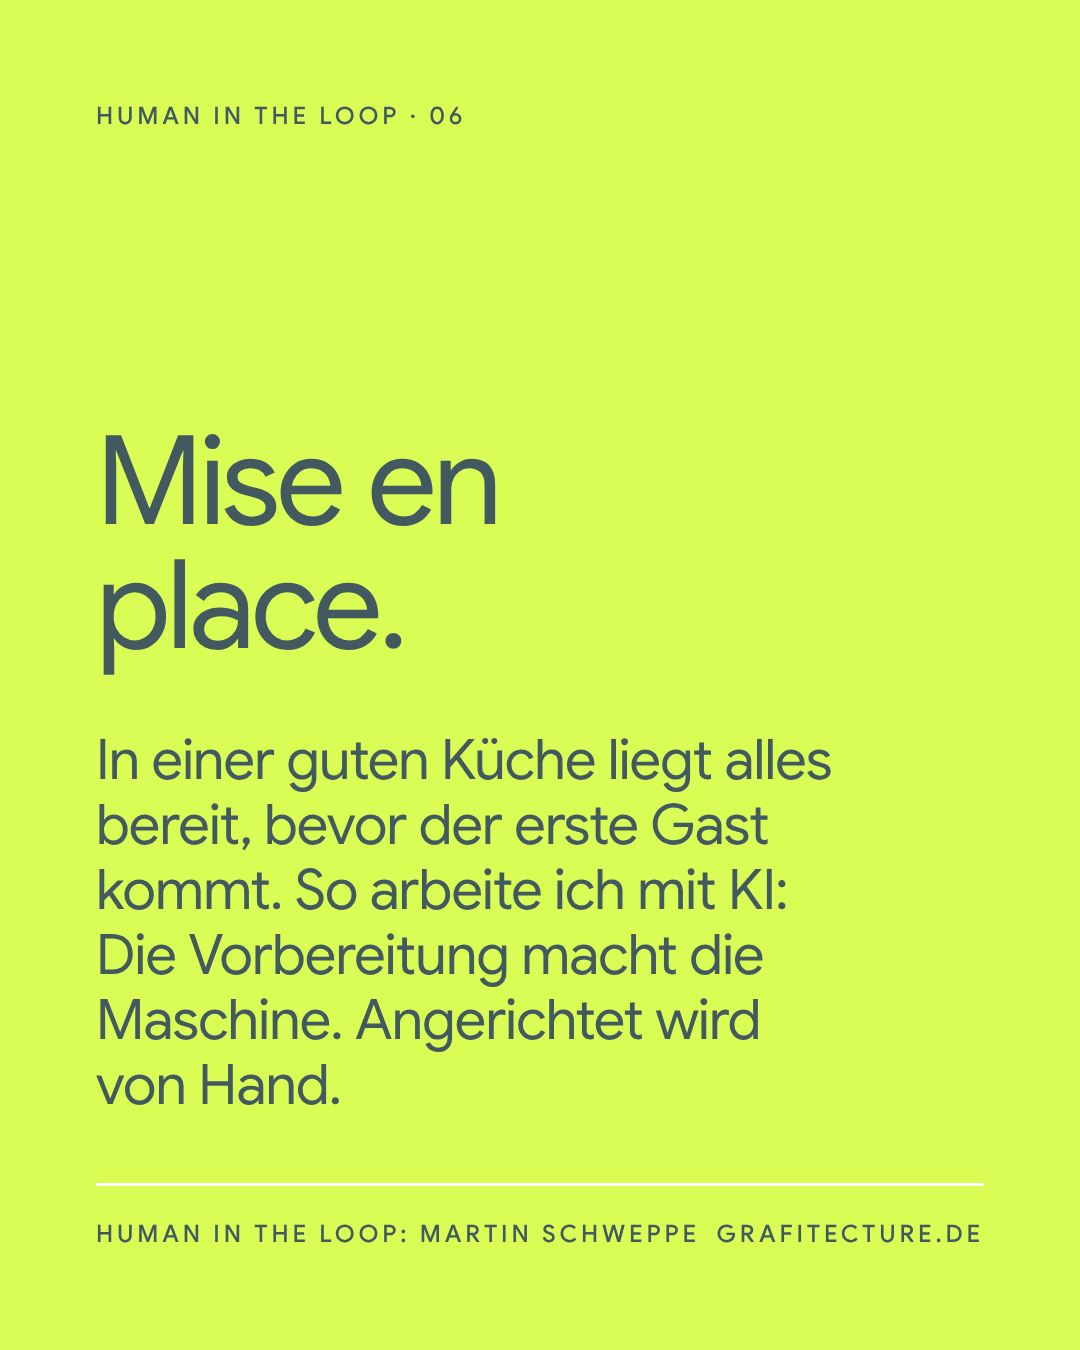 HUMAN IN THE LOOP · 06
Mise en
place.
In einer guten Küche liegt alles
bereit, bevor der erste Gast
kommt. So arbeite ich mit KI:
Die Vorbereitung macht die
Maschine. Angerichtet wird
von Hand.
HUMAN IN THE LOOP: MARTIN SCHWEPPE GRAFITECTURE.DE